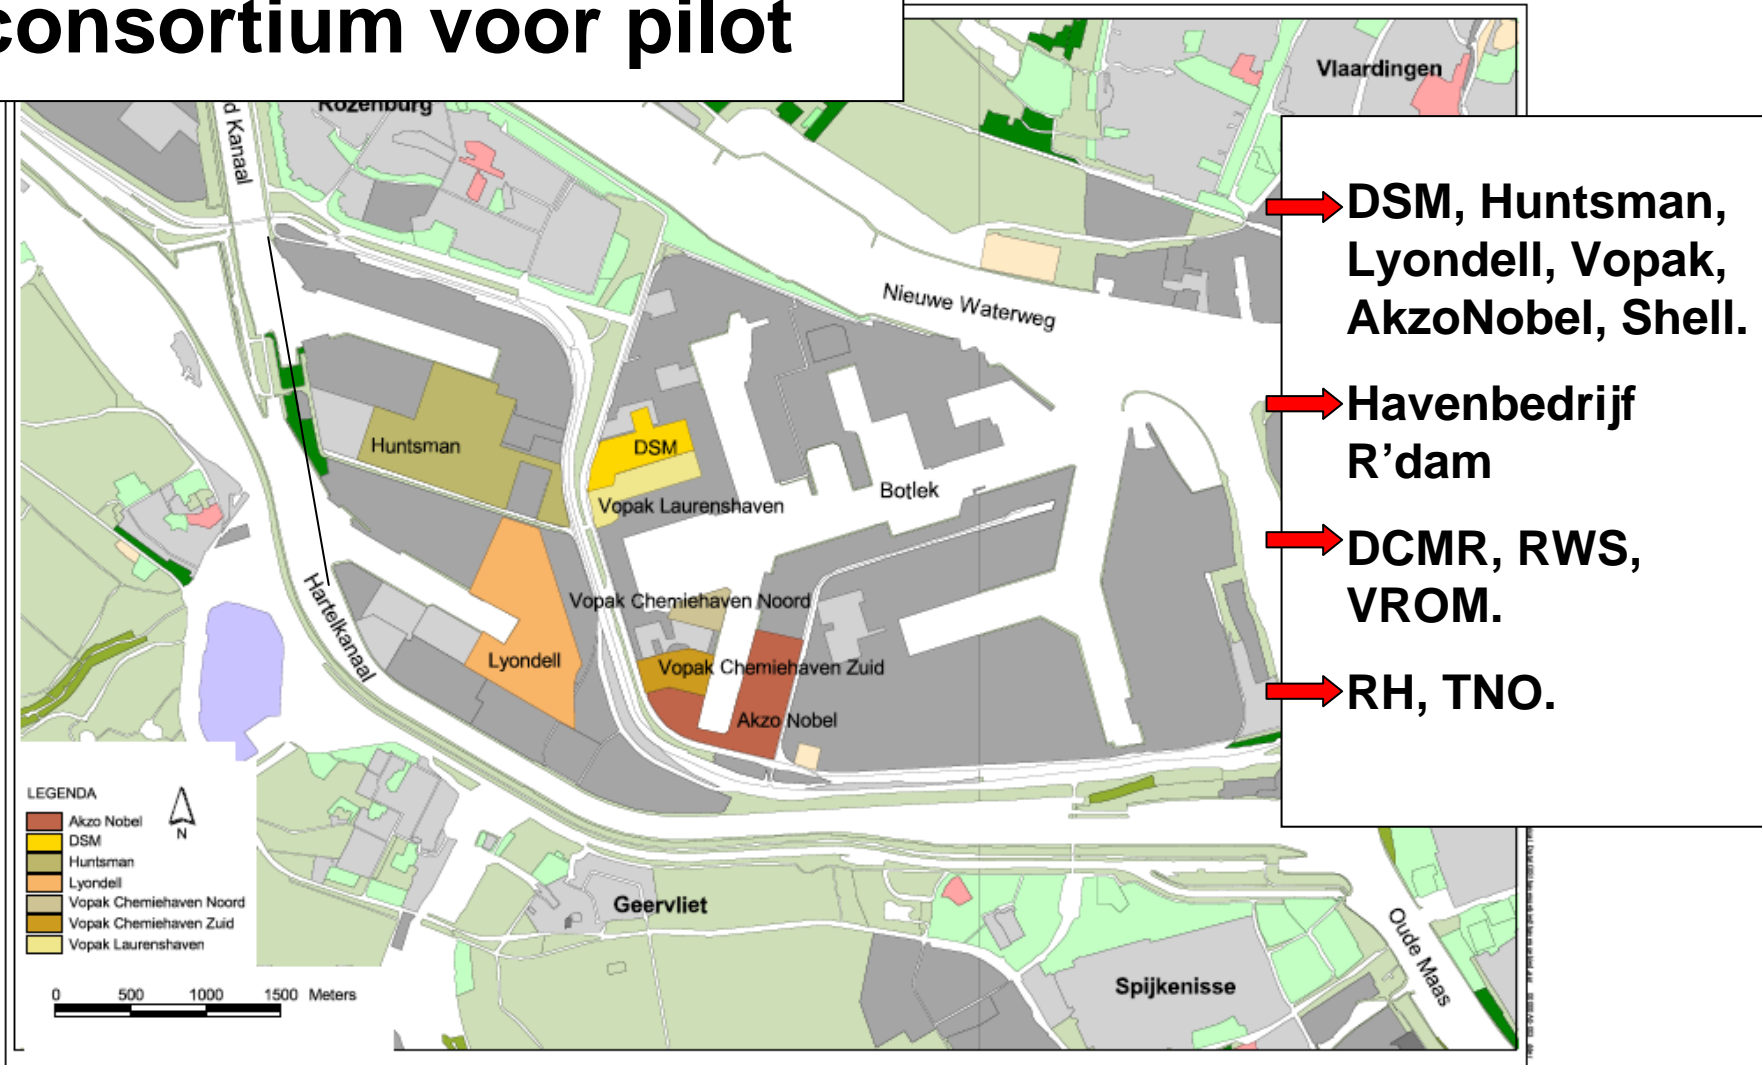 consortium voor pilot
Vlaardingen
Rozenburg
d Kanaal
DSM, Huntsman,
Lyondell, Vopak,
AkzoNobel, Shell.
Nieuwe Waterweg
Havenbedrijf
R’dam
Huntsman
DSM
Botlek
Vopak Laurenshaven
DCMR, RWS,
VROM.
Hartelkanaal
Vopak Chemiehaven Noord
Lyondell
Vopak Chemiehaven Zuid
RH, TNO.
Akzo Nobel
LEGENDA
N
Akzo Nobel
DSM
Huntsman
Lyondell
Vopak Chemiehaven Noord
Vopak Chemiehaven Zuid
Vopak Laurenshaven
Geervliet
Oude Maas
Spijkenisse
0 500 1000 1500 Meters